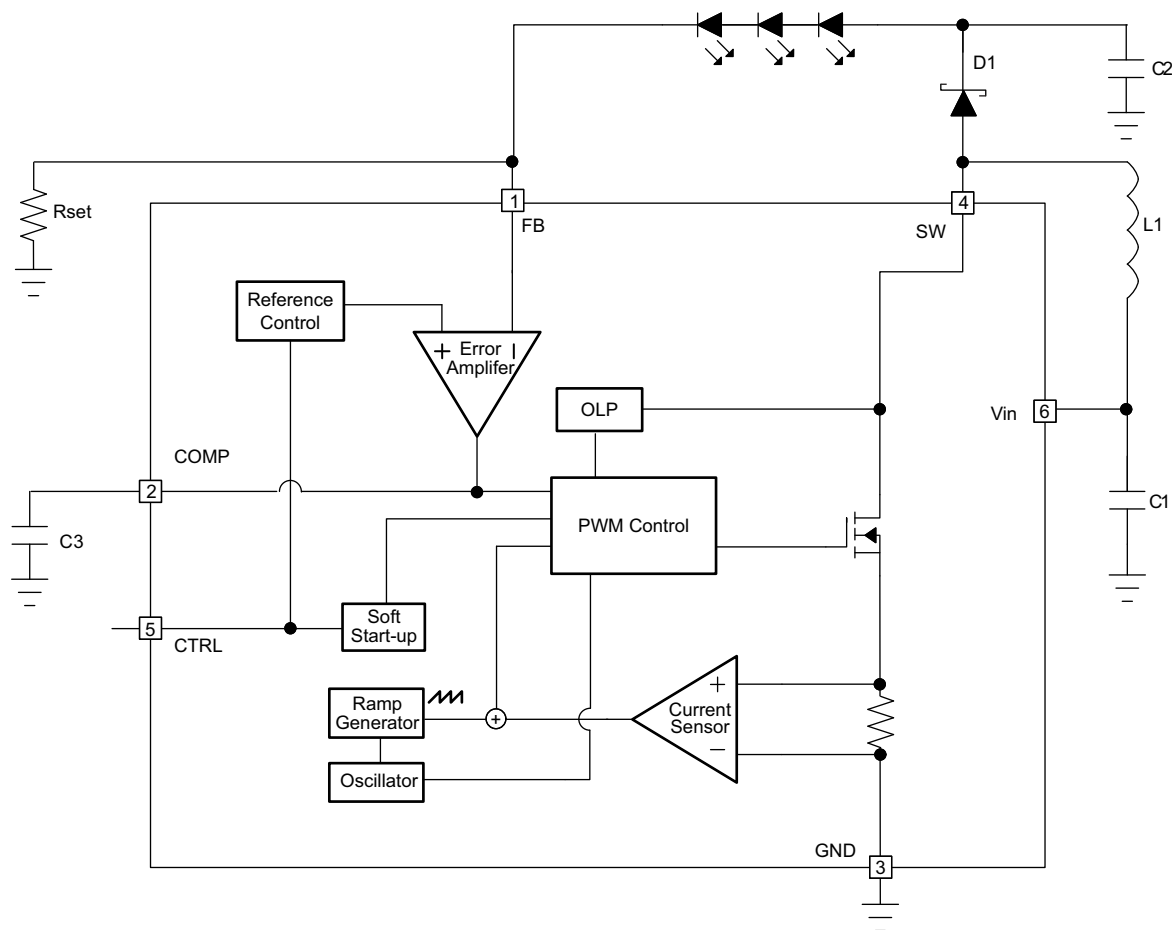 D1
C2
Rset
1
FB
4
SW
L1
Reference
Control
+
Error
Amplifer
OLP
Vin
6
COMP
2
PWM Control
C1
C3
5
CTRL
Soft
Start-up
Ramp
Generator
+
+
Current
Sensor
−
Oscillator
GND
3